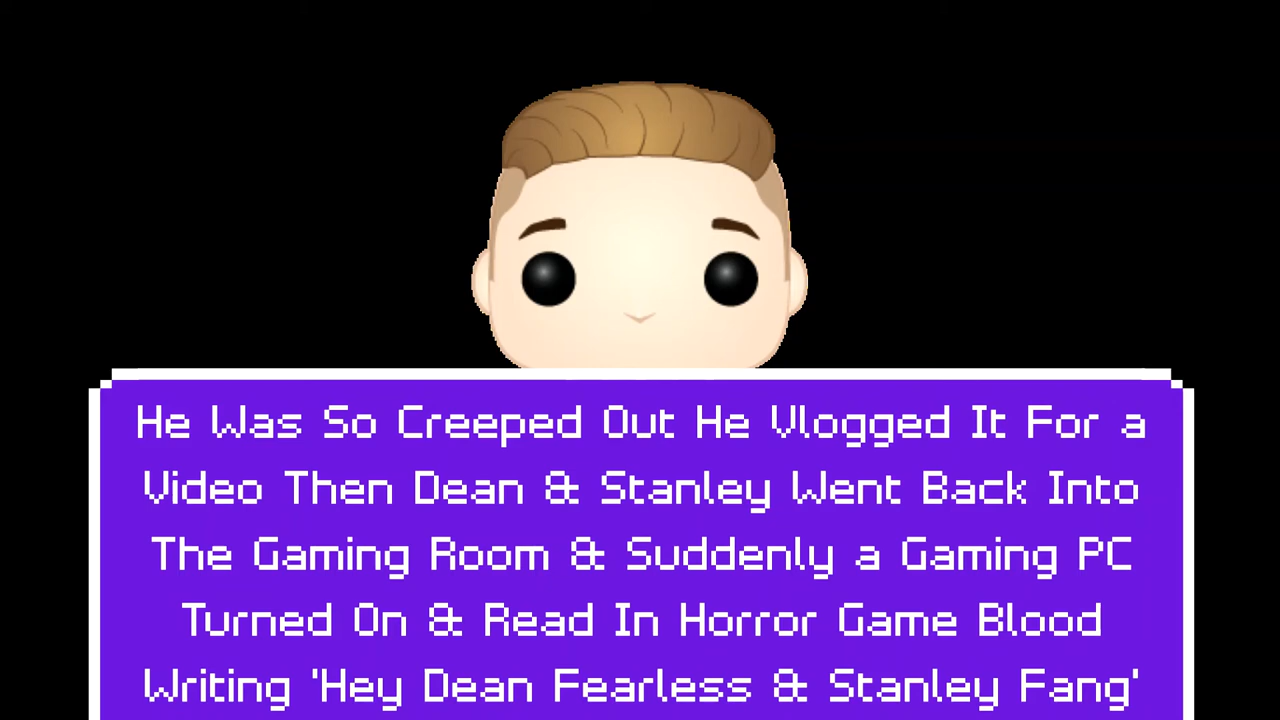 He Was So Creeped Out He Vlogged It For a
Video Then Dean & Stanley Went Back Into
The Gaming Room & Suddenly a Gaming PC
Turned On & Read In Horror Game Blood
Writing 'Hey Dean Fearless & Stanley Fang'